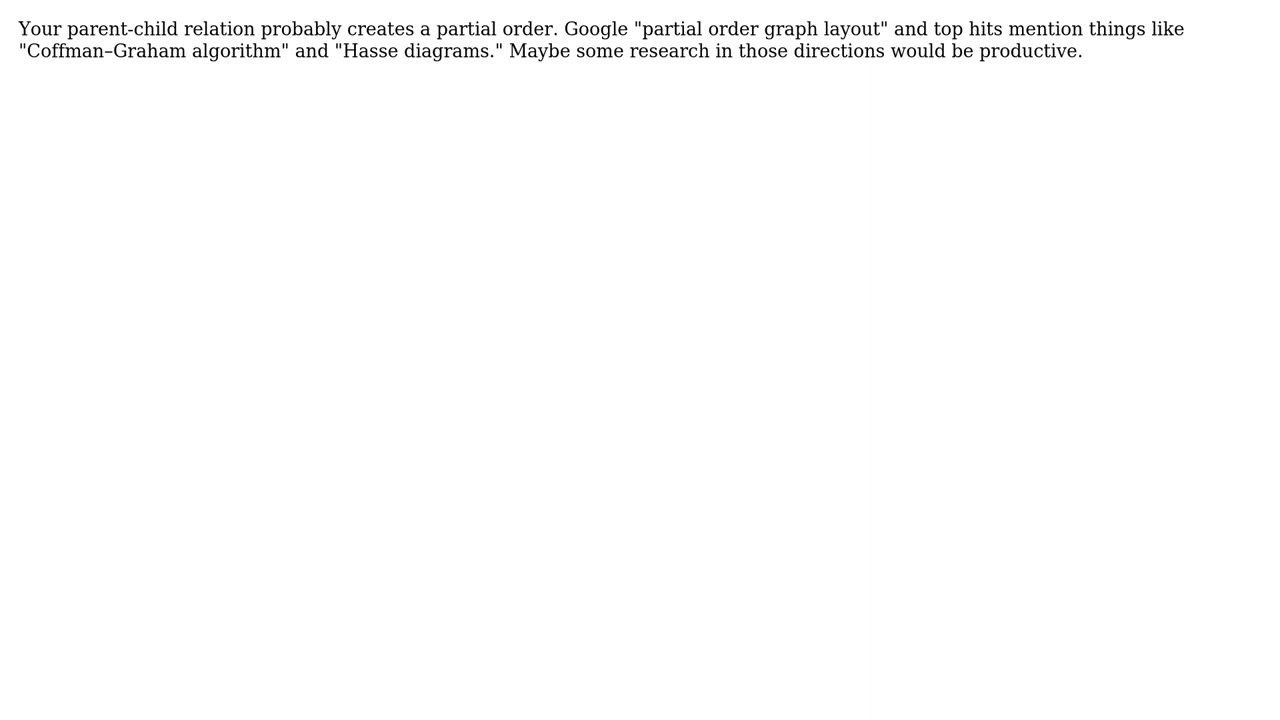 Your parent-child relation probably creates a partial order. Google "partial order graph layout" and top hits mention things like
"Coffman–Graham algorithm" and "Hasse diagrams." Maybe some research in those directions would be productive.